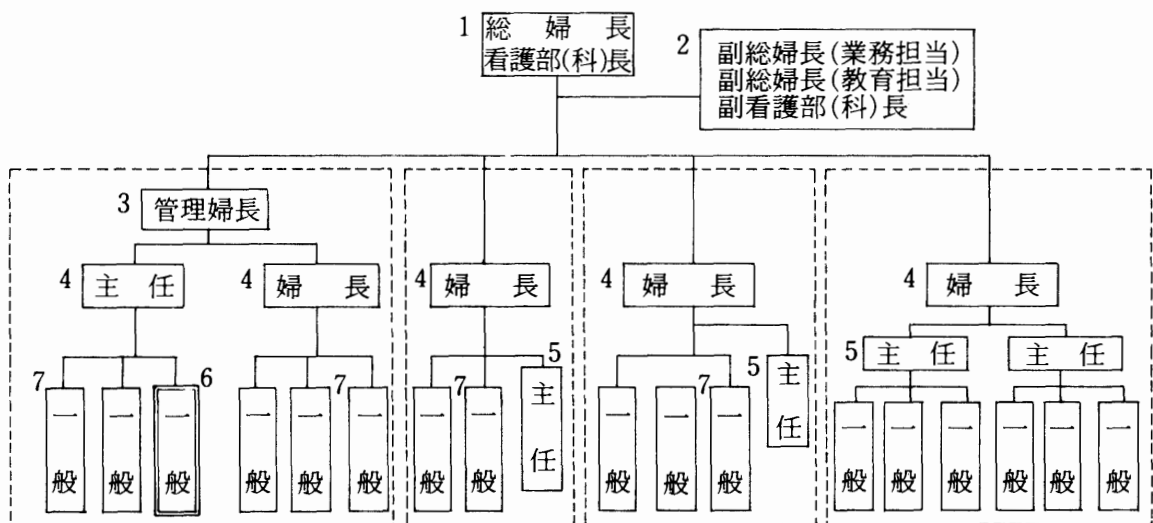 1
総婦長
看護部(科)長
2
副総婦長(業務担当)
副総婦長(教育担当)
副看護部(科)長
3
管理婦長
4
主任
4
婦長
4
婦長
4
婦長
4
婦長
7
一般
一般
6
一般
一般
一般
7
一般
一般
7
一般
5
主任
一般
一般
7
一般
5
主任
5
主任
主任
一般
一般
一般
一般
一般
一般